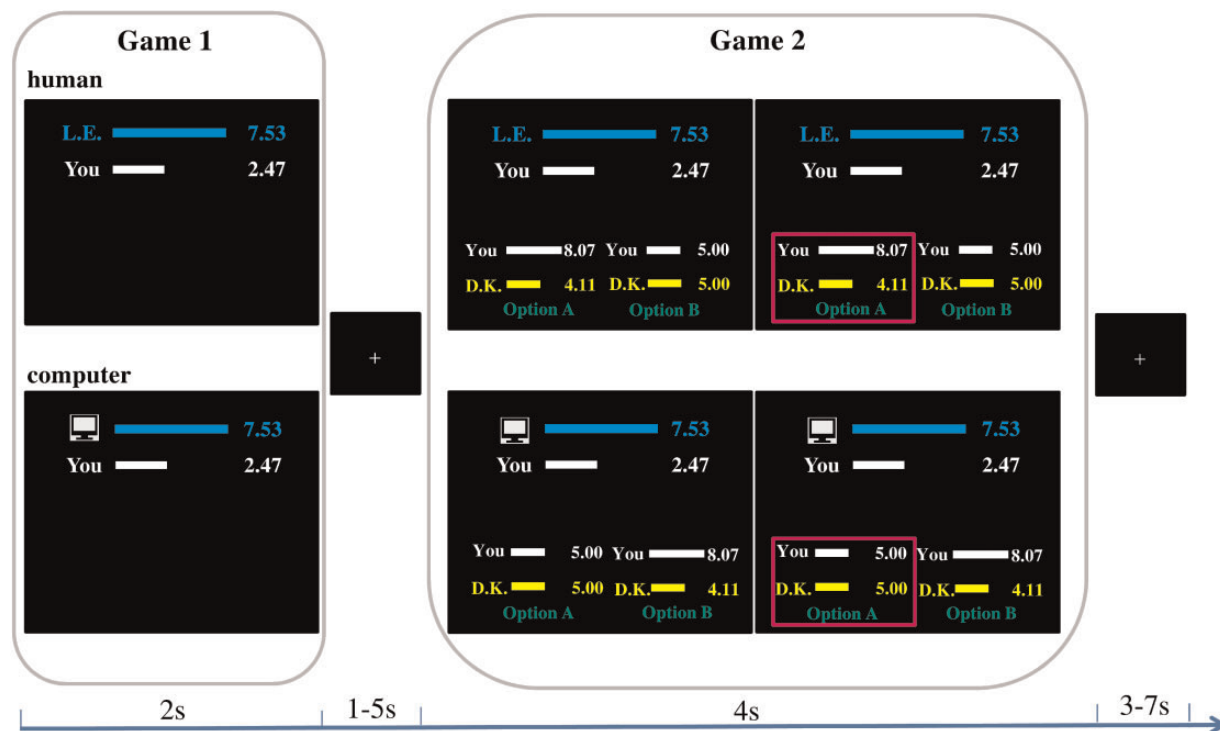 Game 1
Game 2
human
L.E. 7.53
You 2.47
L.E. 7.53
You 2.47
You 8.07 You 5.00
D.K. 4.11 D.K. 5.00
Option A Option B
L.E. 7.53
You 2.47
You 8.07 You 5.00
D.K. 4.11 D.K. 5.00
Option A Option B
+
+
computer
7.53
You 2.47
7.53
You 2.47
You 5.00 You 8.07
D.K. 5.00 D.K. 4.11
Option A Option B
7.53
You 2.47
You 5.00 You 8.07
D.K. 5.00 D.K. 4.11
Option A Option B
2s 1-5s 4s 3-7s